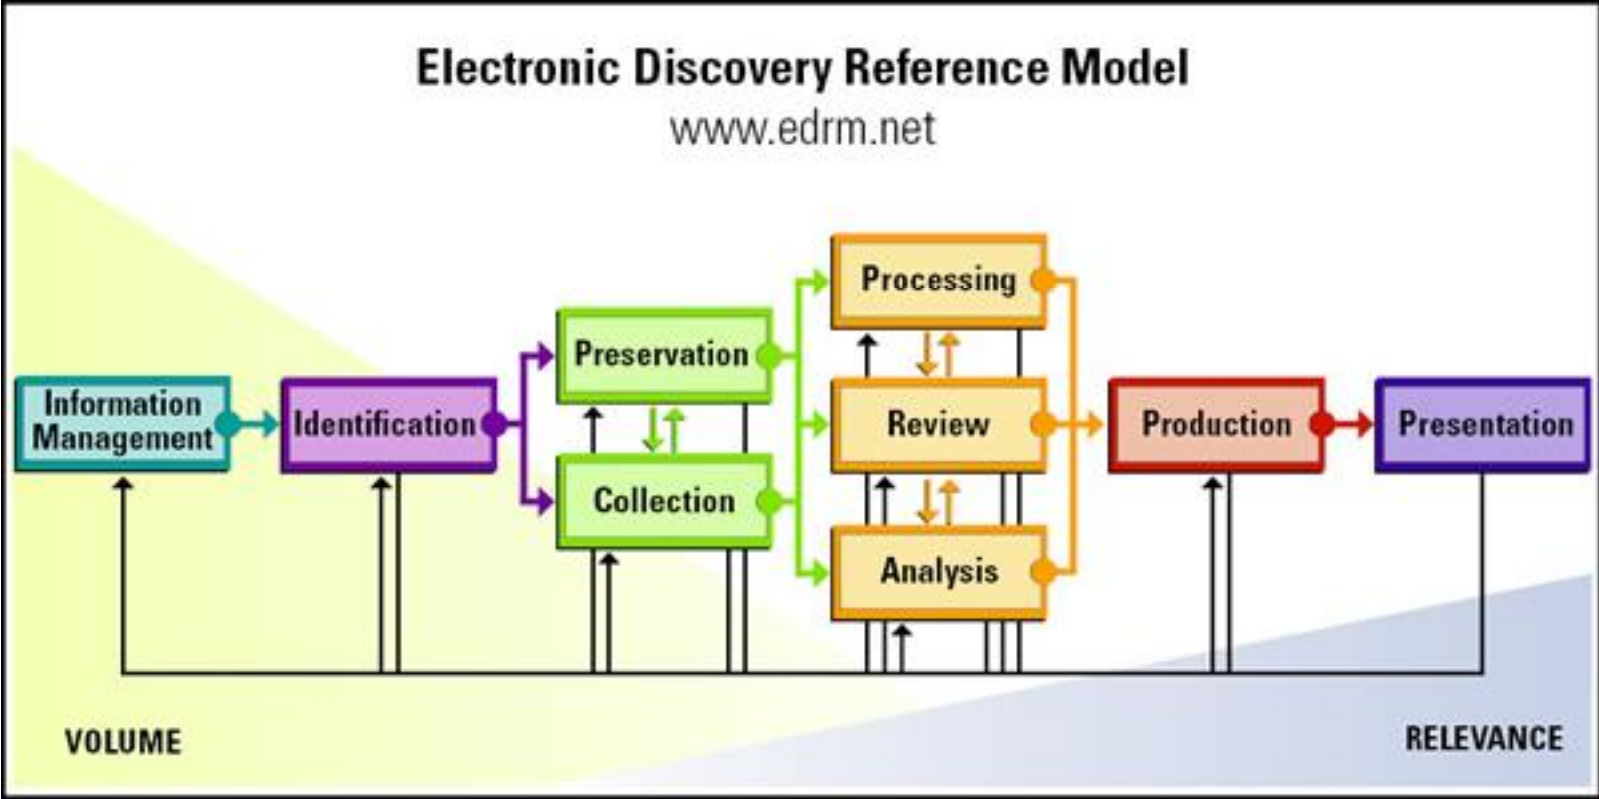 Electronic Discovery Reference Model
www.edrm.net
Processing
Preservation
Information
Management
Identification
Review
Production
Presentation
Collection
Analysis
VOLUME
RELEVANCE